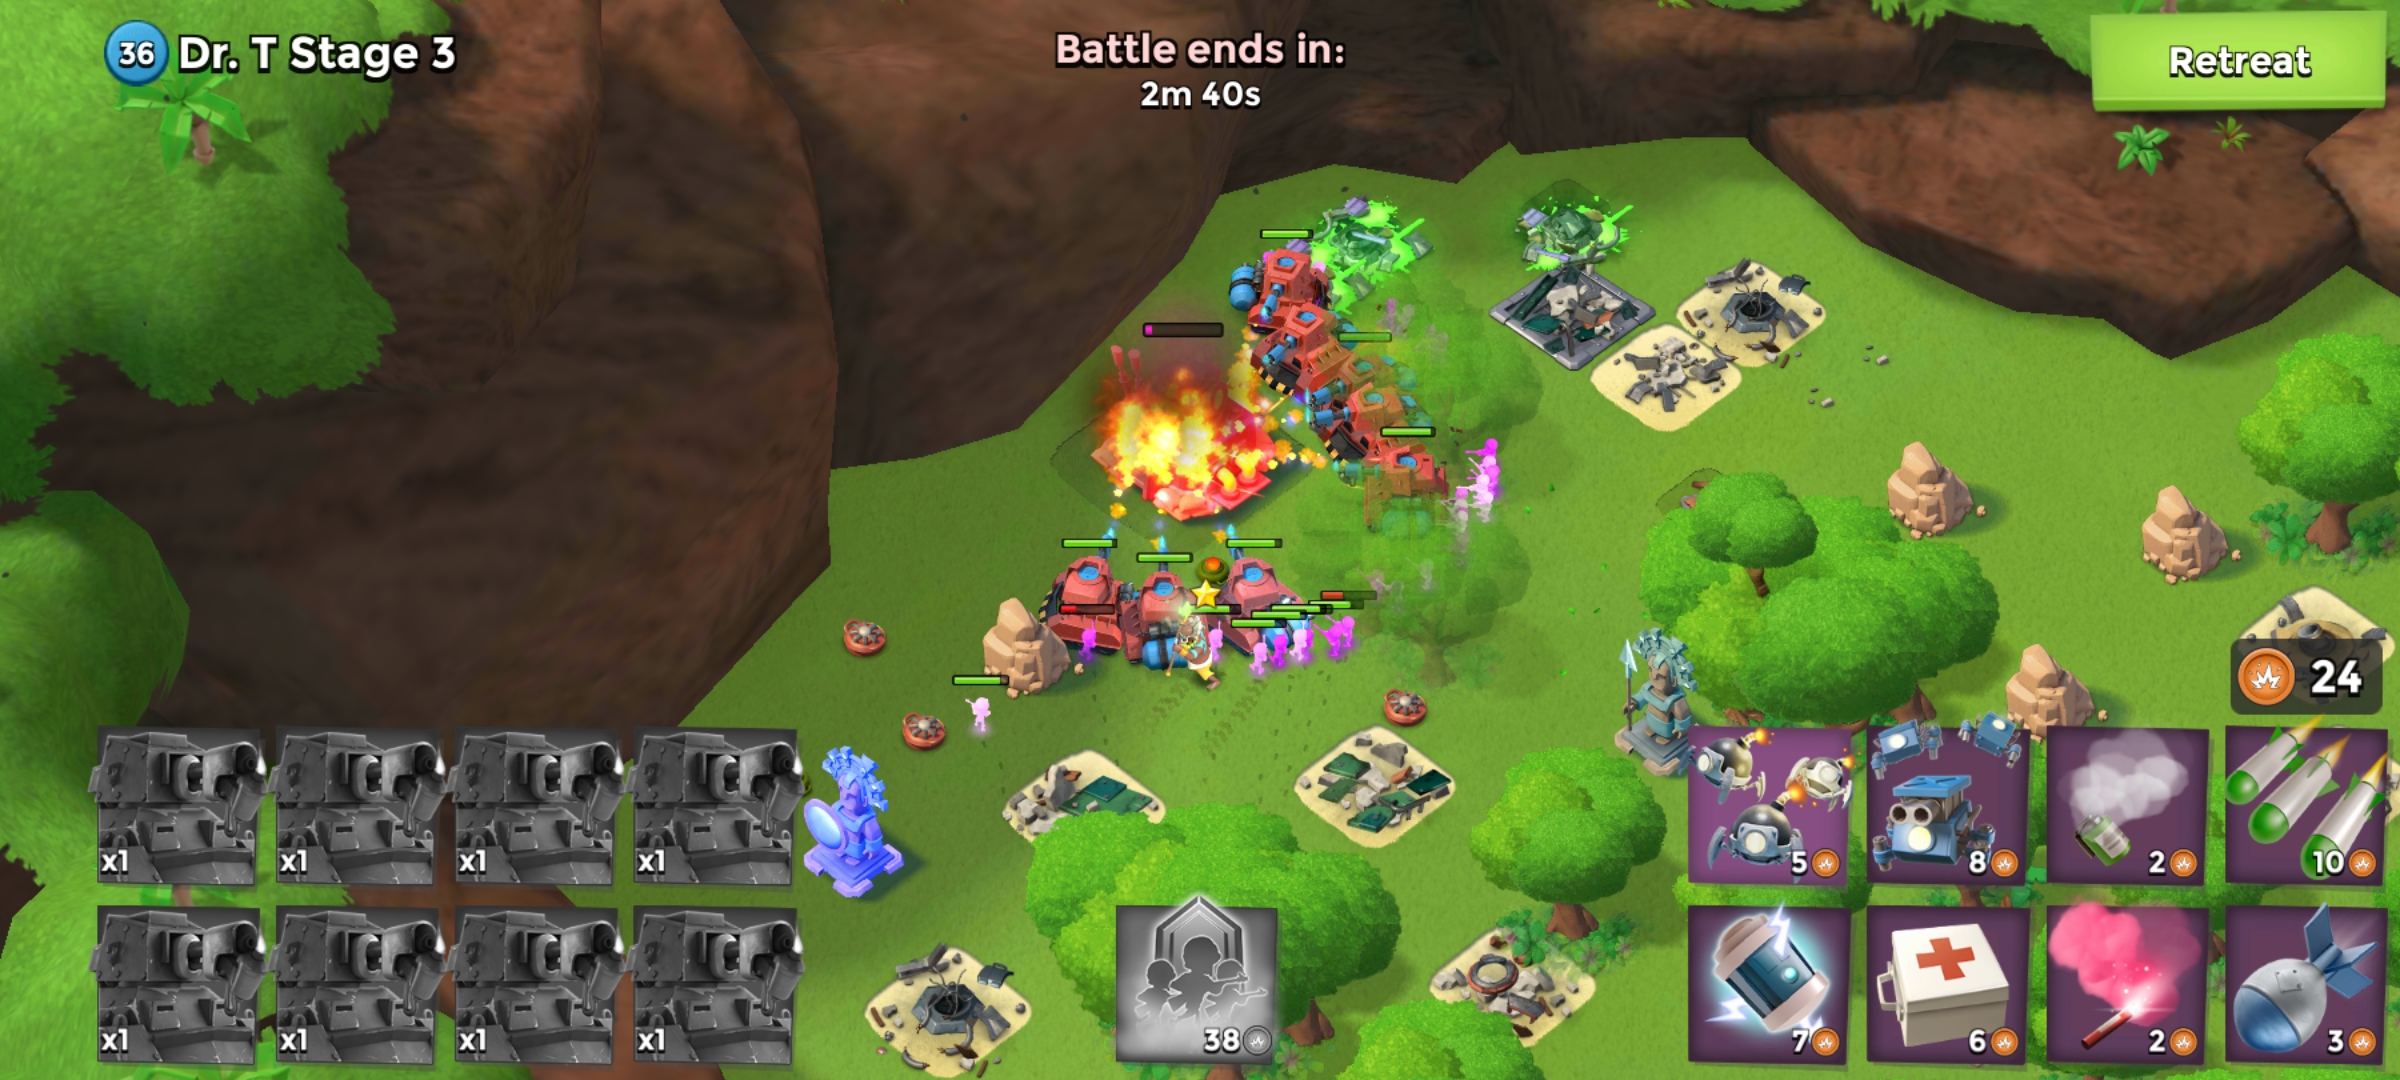 36 Dr. T Stage 3
Battle ends in:
2m 40s
Retreat
24
x1 x1 x1 x1
5 8 2 10
x1 x1 x1 x1
38
7 6 2 3